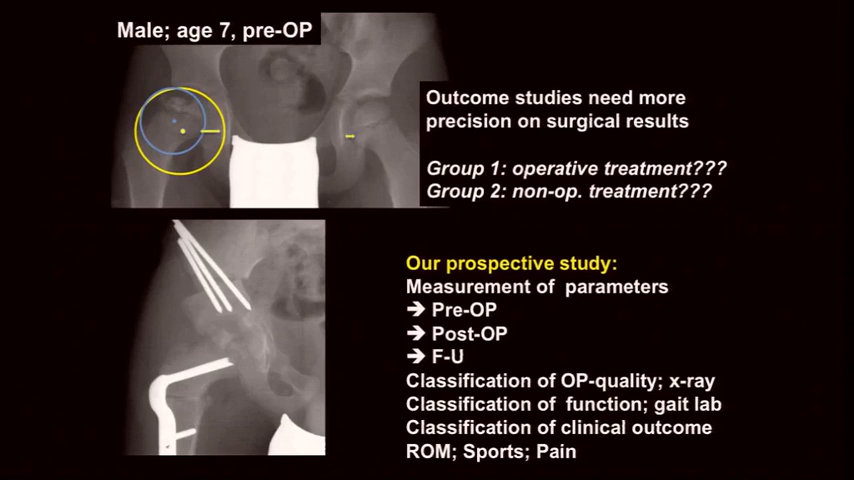 Male; age 7, pre-OP
Outcome studies need more
precision on surgical results
Group 1: operative treatment???
Group 2: non-op. treatment???
Our prospective study:
Measurement of parameters
➔ Pre-OP
➔ Post-OP
➔ F-U
Classification of OP-quality; x-ray
Classification of function; gait lab
Classification of clinical outcome
ROM; Sports; Pain